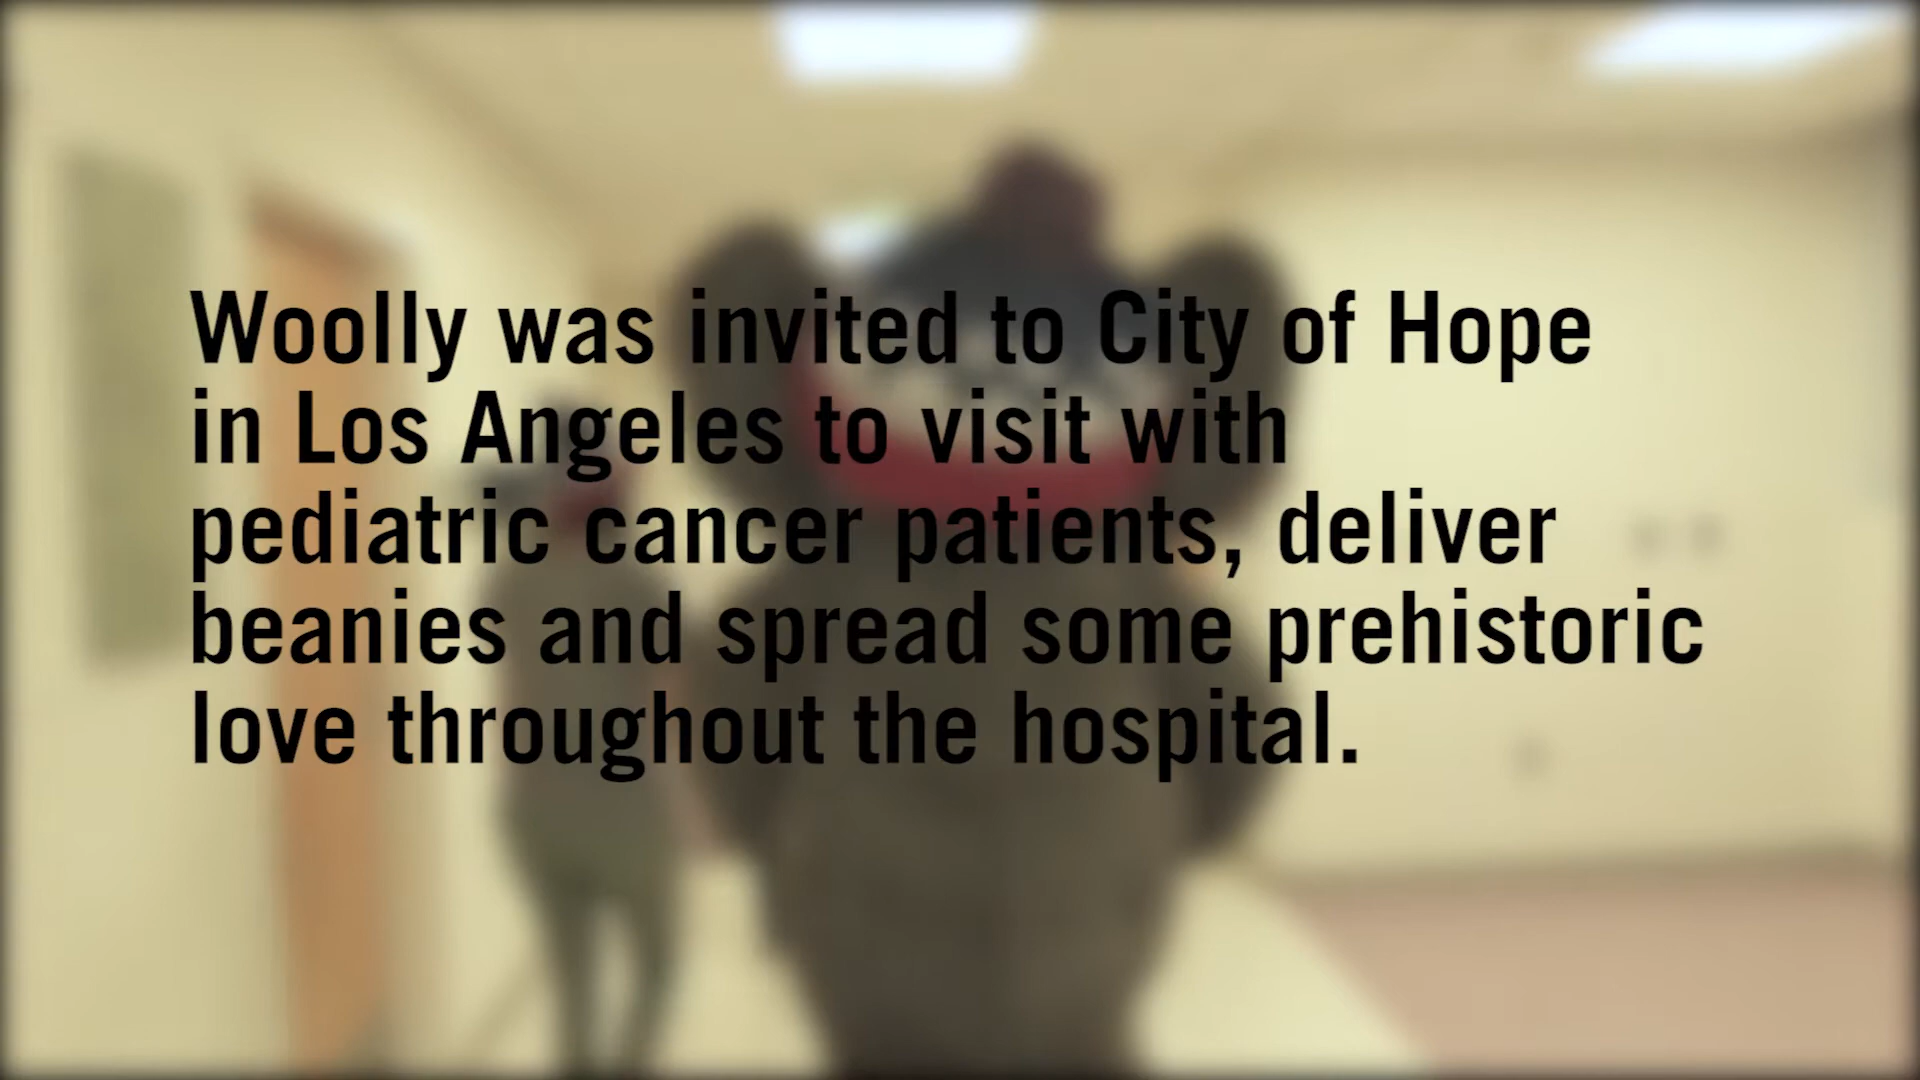 Woolly was invited to City of Hope
in Los Angeles to visit with
pediatric cancer patients, deliver
beanies and spread some prehistoric
love throughout the hospital.